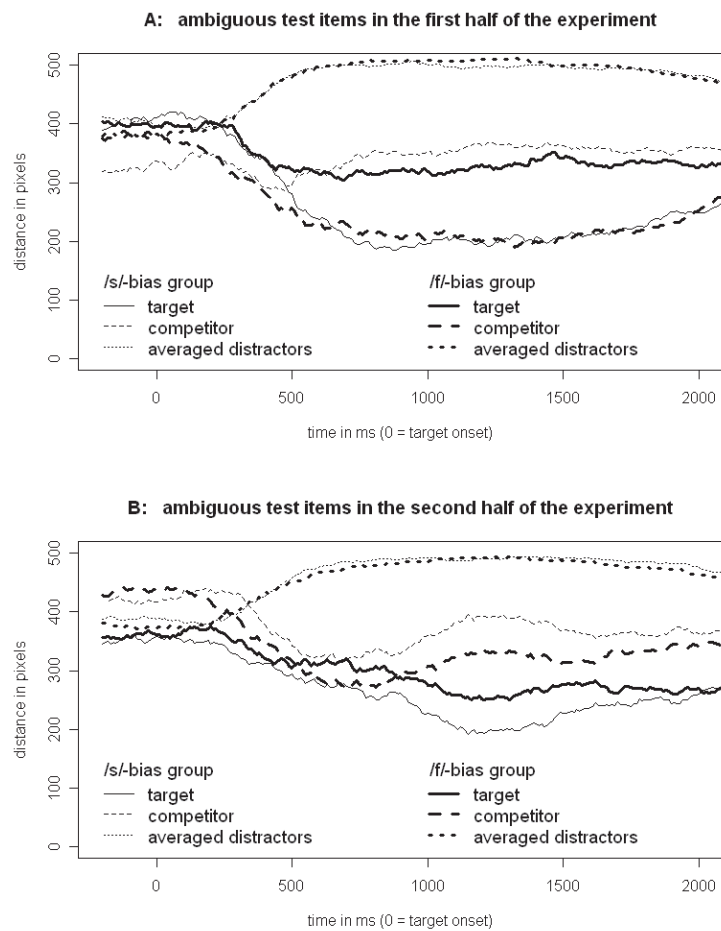 A: ambiguous test items in the first half of the experiment
500
400
300
200
100
0
distance in pixels
/s/-bias group
target
competitor
averaged distractors
/f/-bias group
target
competitor
averaged distractors
0 500 1000 1500 2000
time in ms (0 = target onset)
B: ambiguous test items in the second half of the experiment
500
400
300
200
100
0
distance in pixels
/s/-bias group
target
competitor
averaged distractors
/f/-bias group
target
competitor
averaged distractors
0 500 1000 1500 2000
time in ms (0 = target onset)